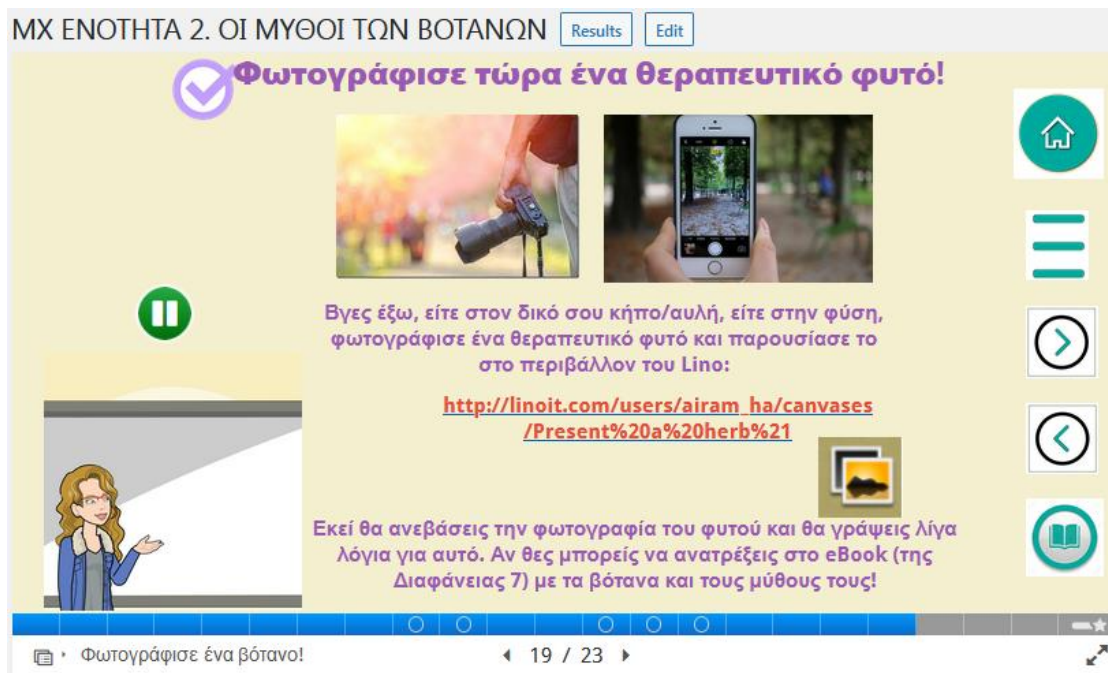 ΜΧ ΕΝΟΤΗΤΑ 2. ΟΙ ΜΥΘΟΙ ΤΩΝ ΒΟΤΑΝΩΝ Results Edit
Φωτογράφισε τώρα ένα θεραπευτικό φυτό!
Βγες έξω, είτε στον δικό σου κήπο/αυλή, είτε στην φύση,
φωτογράφισε ένα θεραπευτικό φυτό και παρουσίασε το
στο περιβάλλον του Lino:
http://linoit.com/users/airam_ha/canvases
/Present%20a%20herb%21
Εκεί θα ανεβάσεις την φωτογραφία του φυτού και θα γράψεις λίγα
λόγια για αυτό. Αν θες μπορείς να ανατρέξεις στο eBook (της
Διαφάνειας 7) με τα βότανα και τους μύθους τους!
Φωτογράφισε ένα βότανο! 19 / 23